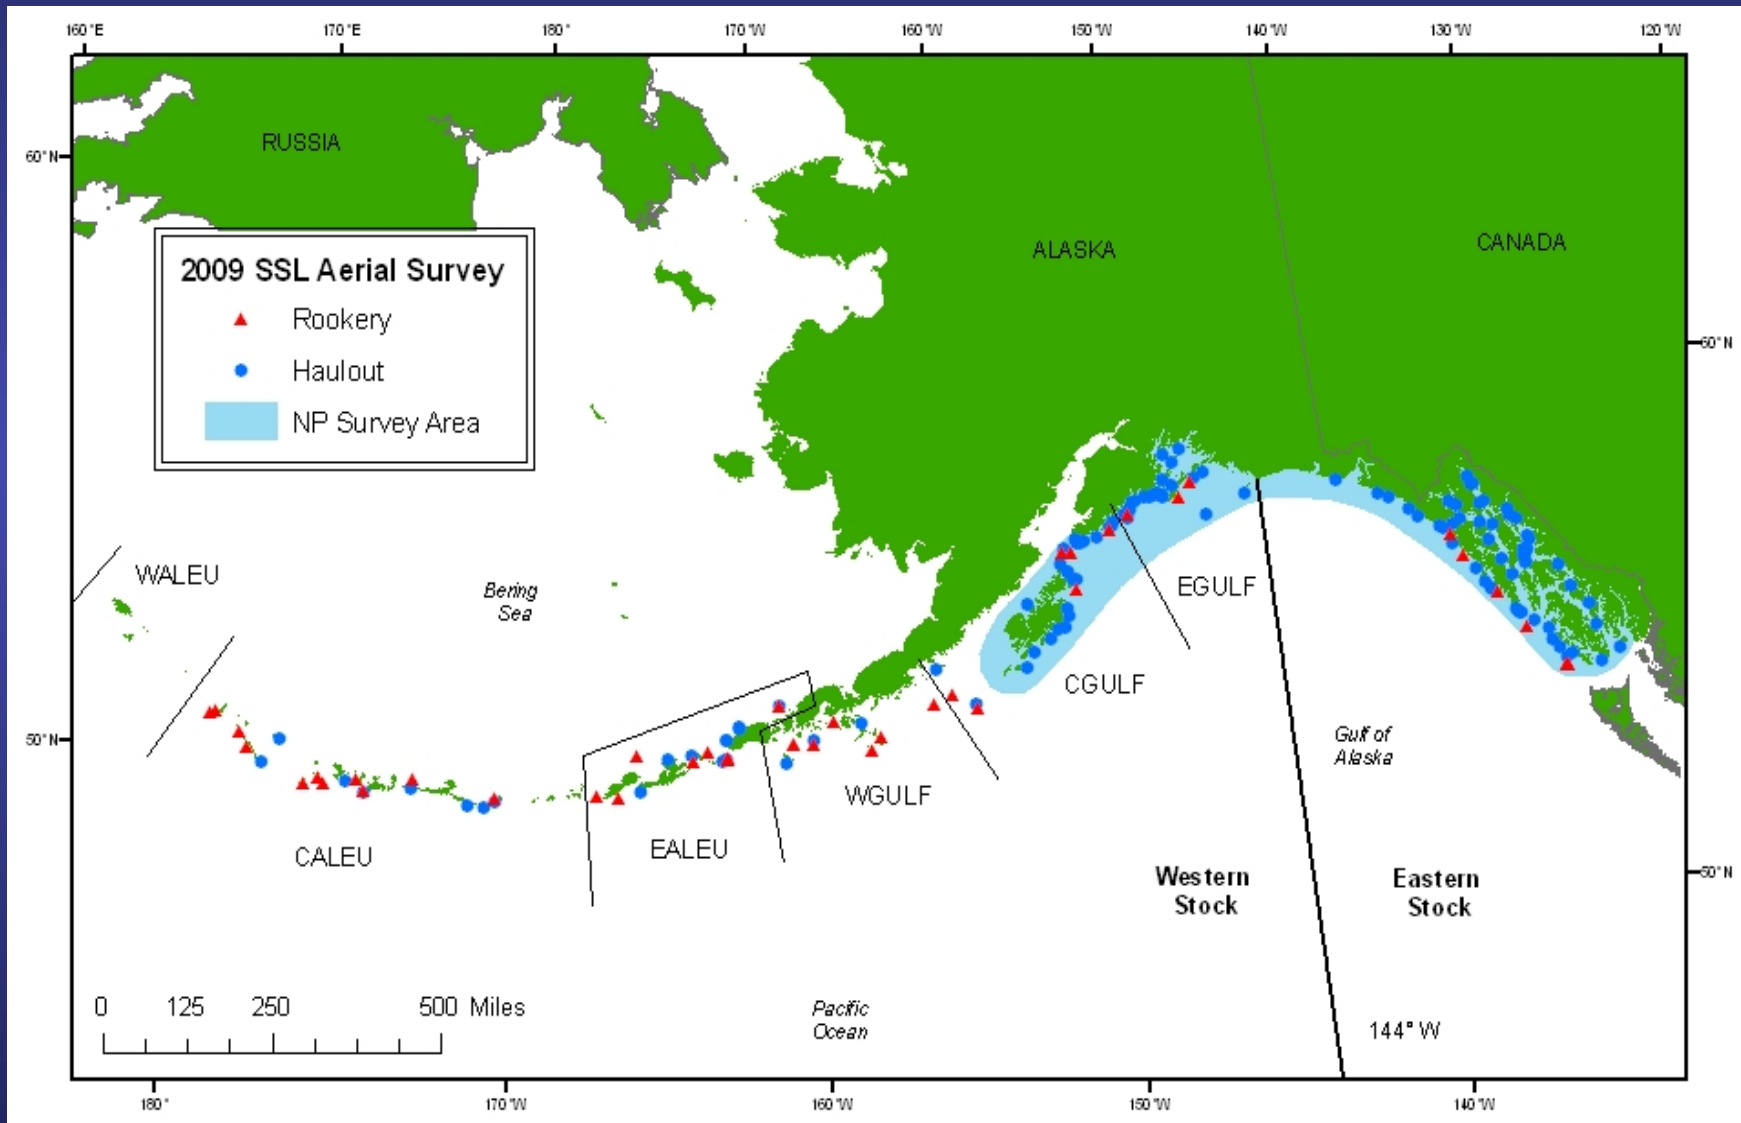 160°E 170°E 180° 170°W 160°W 150°W 140°W 130°W 120°W
60°N
RUSSIA
ALASKA
CANADA
2009 SSL Aerial Survey
Rookery
Haulout
NP Survey Area
60°N
WALEU
Bering
Sea
EGULF
CGULF
50°N
Gulf of
Alaska
WGULF
EALEU
CALEU
50°N
Western
Stock
Eastern
Stock
0 125 250 500 Miles
Pacific
Ocean
144° W
180° 170°W 160°W 150°W 140°W